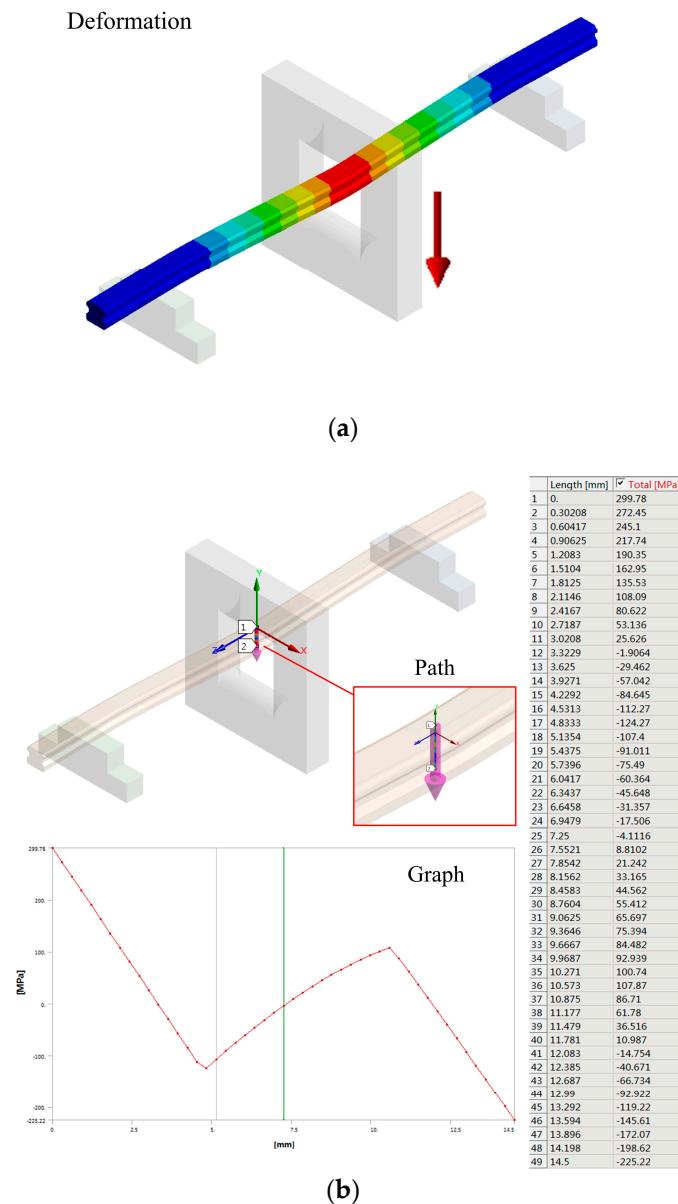 Deformation
(a)
Y
1
Z
X
2
Path
Y
1
Z
X
2
Length [mm] Total [MPa]
1 0. 299.78
2 0.30208 272.45
3 0.60417 245.1
4 0.90625 217.74
5 1.2083 190.35
6 1.5104 162.95
7 1.8125 135.53
8 2.1146 108.09
9 2.4167 80.622
10 2.7187 53.136
11 3.0208 25.626
12 3.3229 -1.9064
13 3.625 -29.462
14 3.9271 -57.042
15 4.2292 -84.645
16 4.5313 -112.27
17 4.8333 -124.27
18 5.1354 -107.4
19 5.4375 -91.011
20 5.7396 -75.49
21 6.0417 -60.364
22 6.3437 -45.648
23 6.6458 -31.357
24 6.9479 -17.506
25 7.25 -4.1116
26 7.5521 8.8102
27 7.8542 21.242
28 8.1562 33.165
29 8.4583 44.562
30 8.7604 55.412
31 9.0625 65.697
32 9.3646 75.394
33 9.6667 84.482
34 9.9687 92.939
35 10.271 100.74
36 10.573 107.87
37 10.875 86.71
38 11.177 61.78
39 11.479 36.516
40 11.781 10.987
41 12.083 -14.754
42 12.385 -40.671
43 12.687 -66.734
44 12.99 -92.922
45 13.292 -119.22
46 13.594 -145.61
47 13.896 -172.07
48 14.198 -198.62
49 14.5 -225.22
Graph
299.78
200.
100.
0.
-100.
-200.
-225.22
[MPa]
0. 2.5 5. 7.5 10. 12.5 14.5
[mm]
(b)